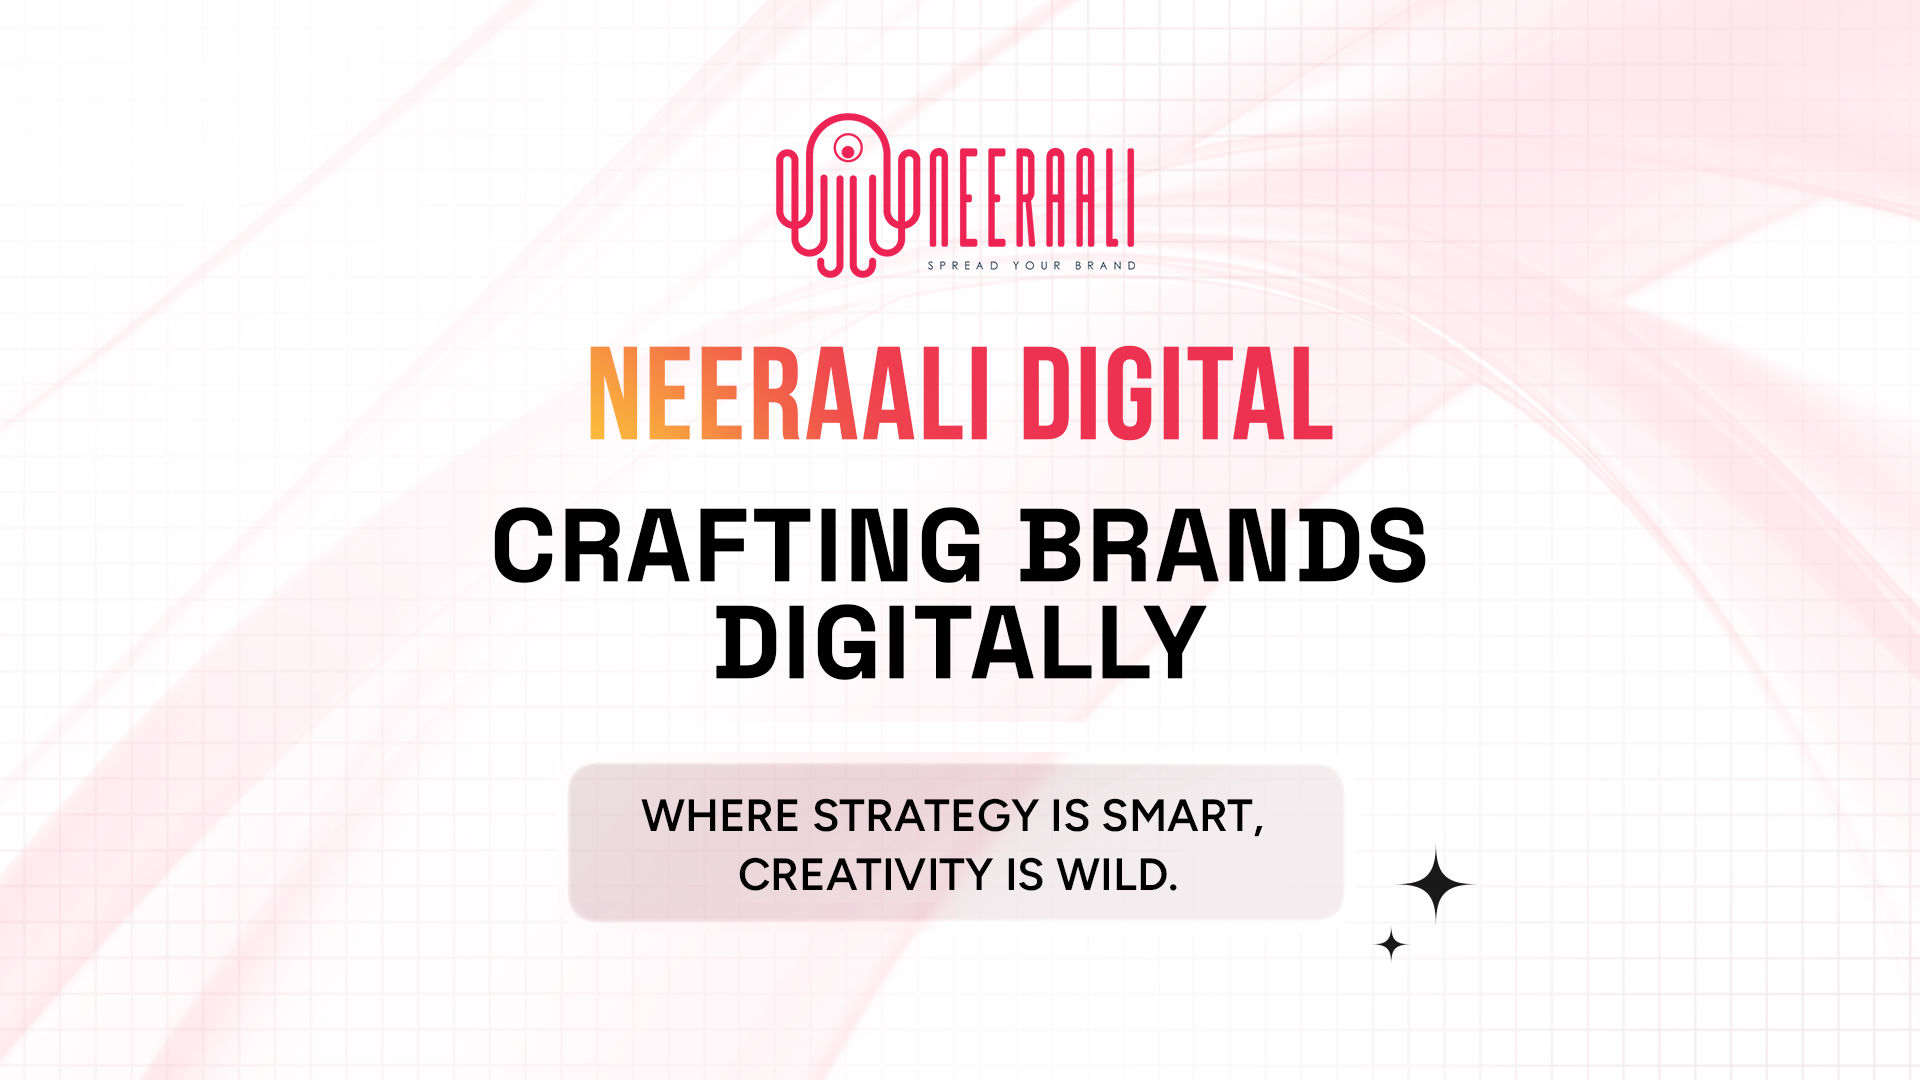 NEERAALI
SPREAD YOUR BRAND
NEERAALI DIGITAL
CRAFTING BRANDS
DIGITALLY
WHERE STRATEGY IS SMART,
CREATIVITY IS WILD.